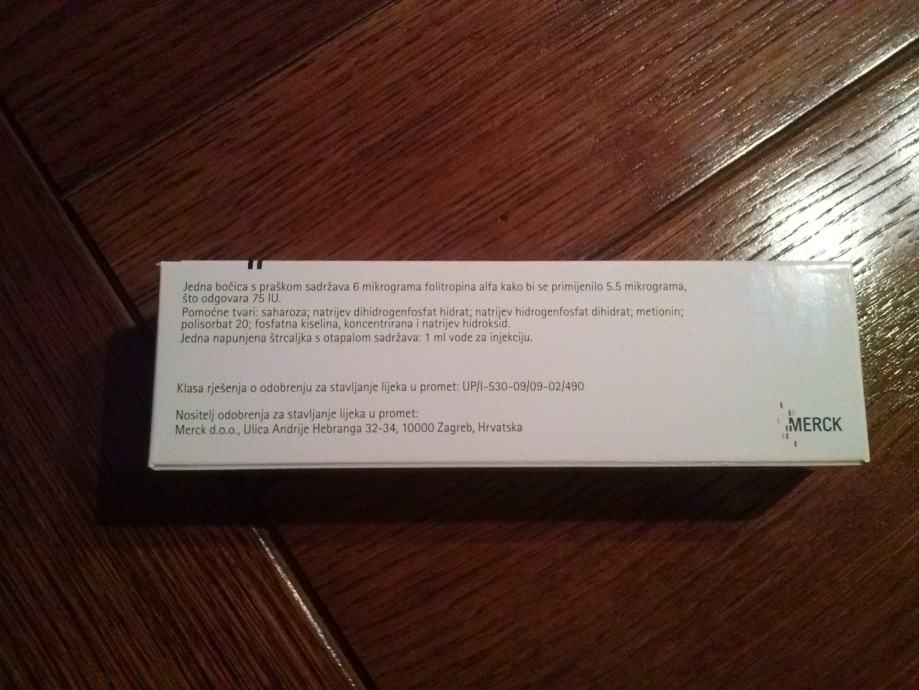 Jedna bočica s praškom sadržava 6 mikrograma folitropina alfa kako bi se primijenilo 5.5 mikrograma,
što odgovara 75 IU.
Pomoćne tvari: saharoza; natrijev dihidrogenfosfat hidrat; natrijev hidrogenfosfat dihidrat; metionin;
polisorbat 20; fosfatna kiselina, koncentrirana i natrijev hidroksid.
Jedna napunjena štrcaljka s otapalom sadržava: 1 ml vode za injekciju.
Klasa rješenja o odobrenju za stavljanje lijeka u promet: UP/I-530-09/09-02/490
Nositelj odobrenja za stavljanje lijeka u promet:
Merck d.o.o., Ulica Andrije Hebranga 32-34, 10000 Zagreb, Hrvatska
MERCK